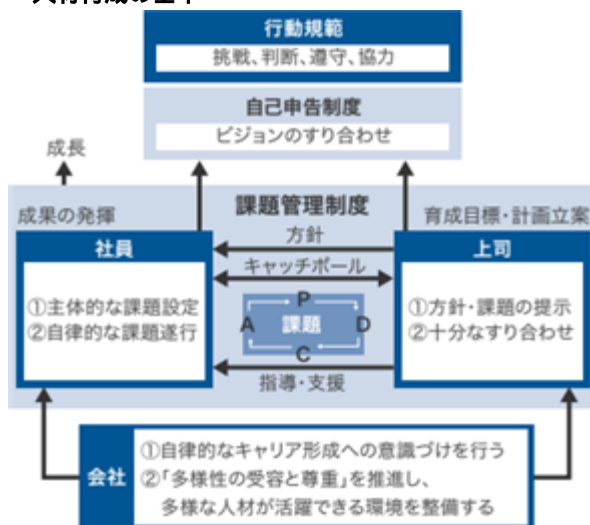 人材育成の基本
行動規範
挑戦、判断、遵守、協力
自己申告制度
ビジョンのすり合わせ
成長
成果の発揮
課題管理制度
育成目標・計画立案
方針
社員
上司
キャッチボール
①主体的な課題設定
②自律的な課題遂行
P
A
課題
D
C
①方針・課題の提示
②十分なすり合わせ
指導・支援
会社
①自律的なキャリア形成への意識づけを行う
②「多様性の受容と尊重」を推進し、
多様な人材が活躍できる環境を整備する